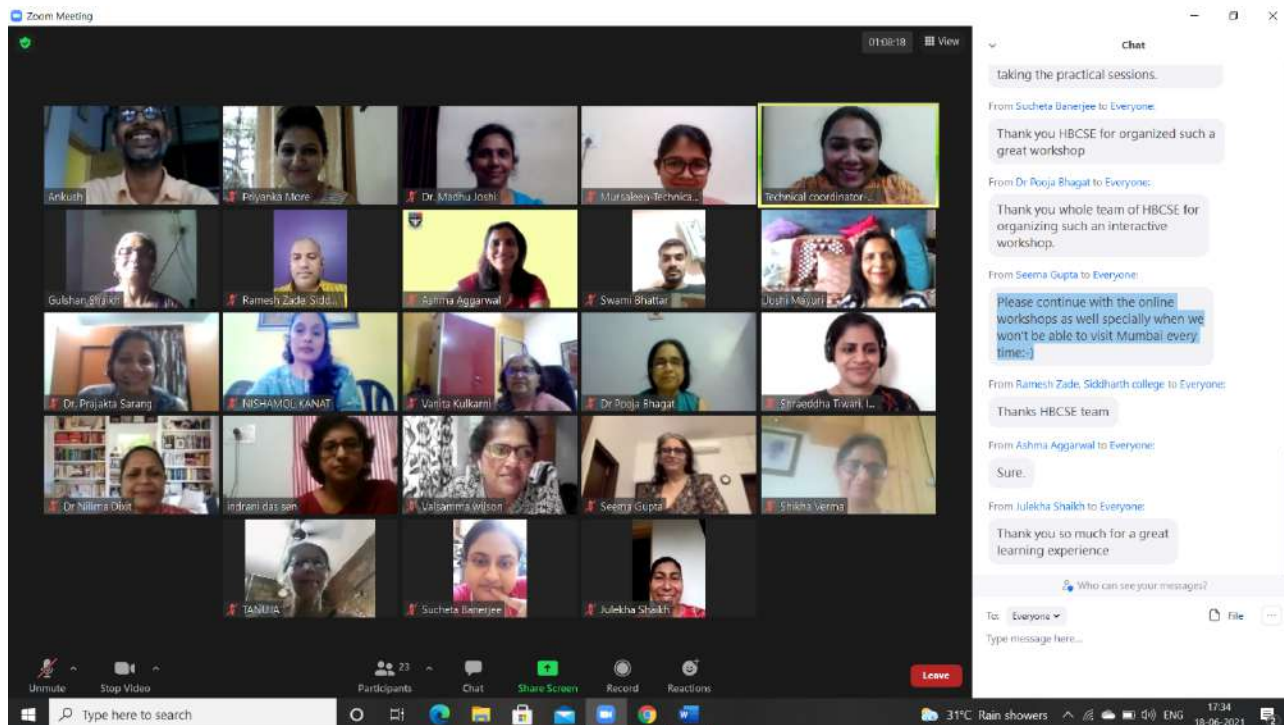 Zoom Meeting
01:08:18 View
Ankush
Priyanka More
Dr. Madhu Joshi
Mursaleen-Technica...
Technical coordinator-...
Gulshan Shaikh
Ramesh Zade, Sidd...
Ashma Aggarwal
Swami Bhattar
Joshi Mayuri
Dr. Prajakta Sarang
NISHAMOL KANAT
Vanita Kulkarni
Dr Pooja Bhagat
Shraeddha Tiwari, I...
Dr Nilima Dixit
indrani das sen
Valsamma wilson
Seema Gupta
Shikha Verma
TANUJA
Sucheta Banerjee
Julekha Shaikh
Unmute
Stop Video
23
Participants
Chat
Share Screen
Record
Reactions
Leave
Chat
taking the practical sessions.
From Sucheta Banerjee to Everyone:
Thank you HBCSE for organized such a
great workshop
From Dr Pooja Bhagat to Everyone:
Thank you whole team of HBCSE for
organizing such an interactive
workshop.
From Seema Gupta to Everyone:
Please continue with the online
workshops as well specially when we
won't be able to visit Mumbai every
time:-)
From Ramesh Zade, Siddharth college to Everyone:
Thanks HBCSE team
From Ashma Aggarwal to Everyone:
Sure.
From Julekha Shaikh to Everyone:
Thank you so much for a great
learning experience
Who can see your messages?
To: Everyone
File
Type message here...
Type here to search
31°C Rain showers
ENG
17:34
18-06-2021